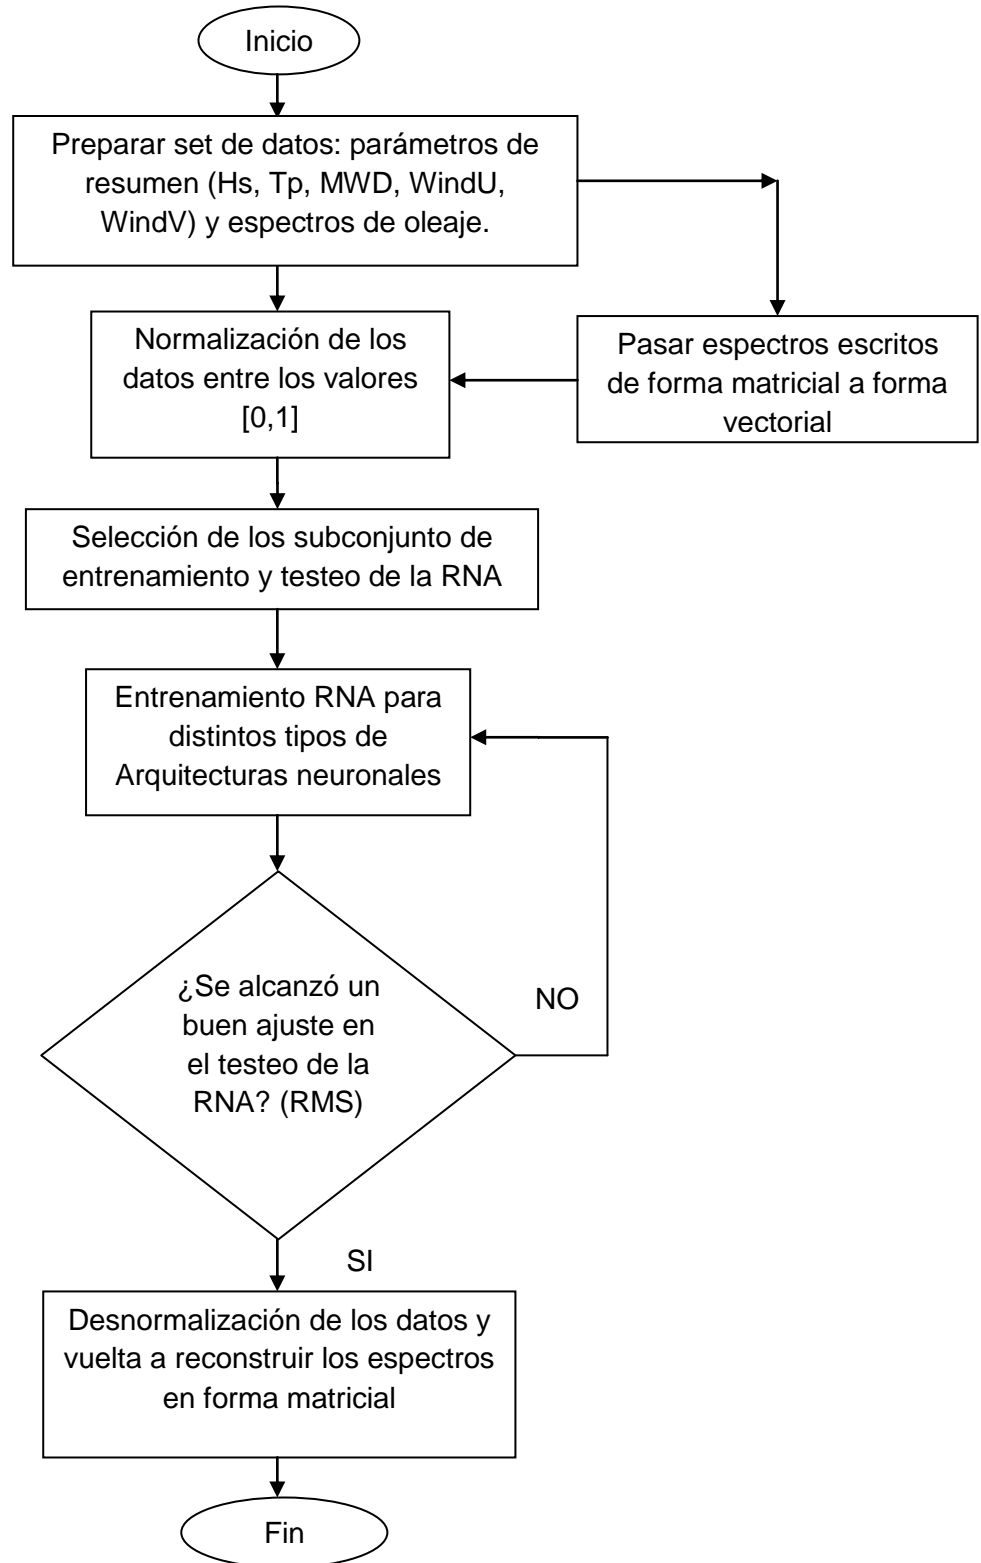 Inicio
Preparar set de datos: parámetros de
resumen (Hs, Tp, MWD, WindU,
WindV) y espectros de oleaje.
Normalización de los
datos entre los valores
[0,1]
Pasar espectros escritos
de forma matricial a forma
vectorial
Selección de los subconjunto de
entrenamiento y testeo de la RNA
Entrenamiento RNA para
distintos tipos de
Arquitecturas neuronales
¿Se alcanzó un
buen ajuste en
el testeo de la
RNA? (RMS)
NO
SI
Desnormalización de los datos y
vuelta a reconstruir los espectros
en forma matricial
Fin